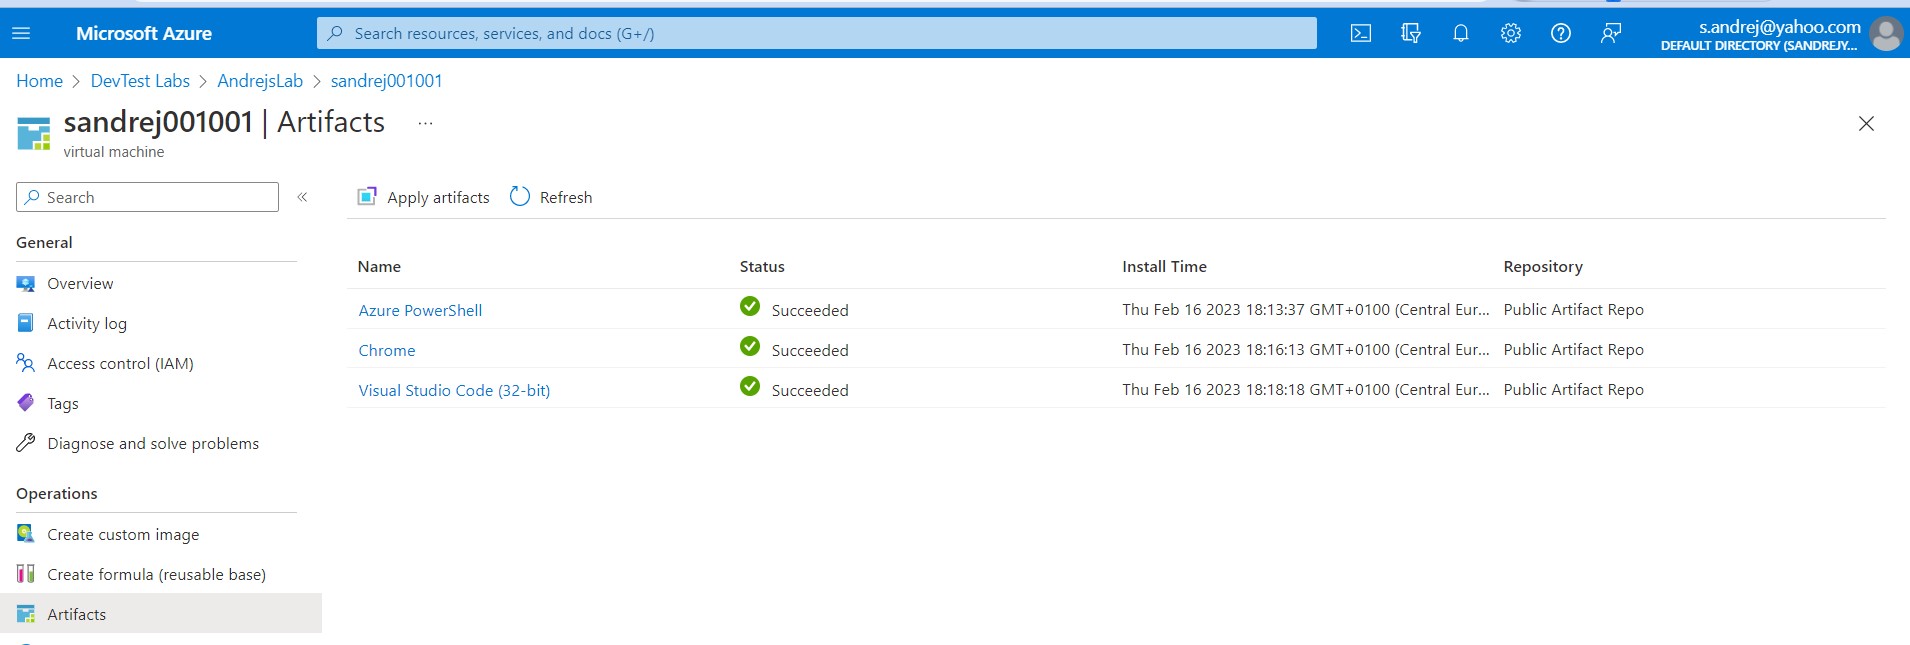 Microsoft Azure
Search resources, services, and docs (G+/)
s.andrej@yahoo.com
DEFAULT DIRECTORY (SANDREJY...
Home > DevTest Labs > AndrejsLab > sandrej001001
sandrej001001 | Artifacts ...
virtual machine
Search «
Apply artifacts Refresh
General
Overview
Activity log
Access control (IAM)
Tags
Diagnose and solve problems
Operations
Create custom image
Create formula (reusable base)
Artifacts
Name Status Install Time Repository
Azure PowerShell Succeeded Thu Feb 16 2023 18:13:37 GMT+0100 (Central Eur... Public Artifact Repo
Chrome Succeeded Thu Feb 16 2023 18:16:13 GMT+0100 (Central Eur... Public Artifact Repo
Visual Studio Code (32-bit) Succeeded Thu Feb 16 2023 18:18:18 GMT+0100 (Central Eur... Public Artifact Repo